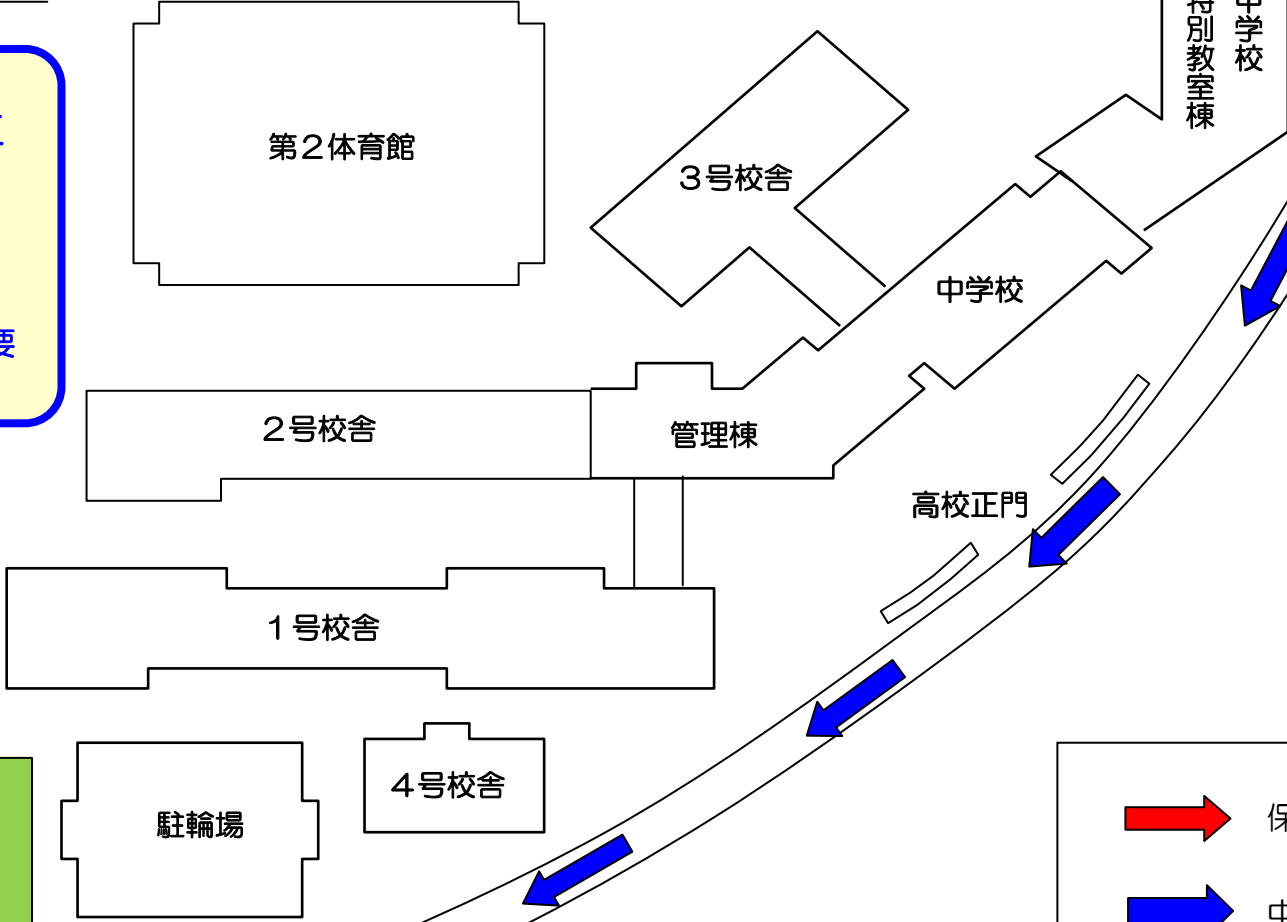 中学校
特別教室棟
第２体育館
３号校舎
中学校
要
２号校舎
管理棟
高校正門
１号校舎
４号校舎
駐輪場